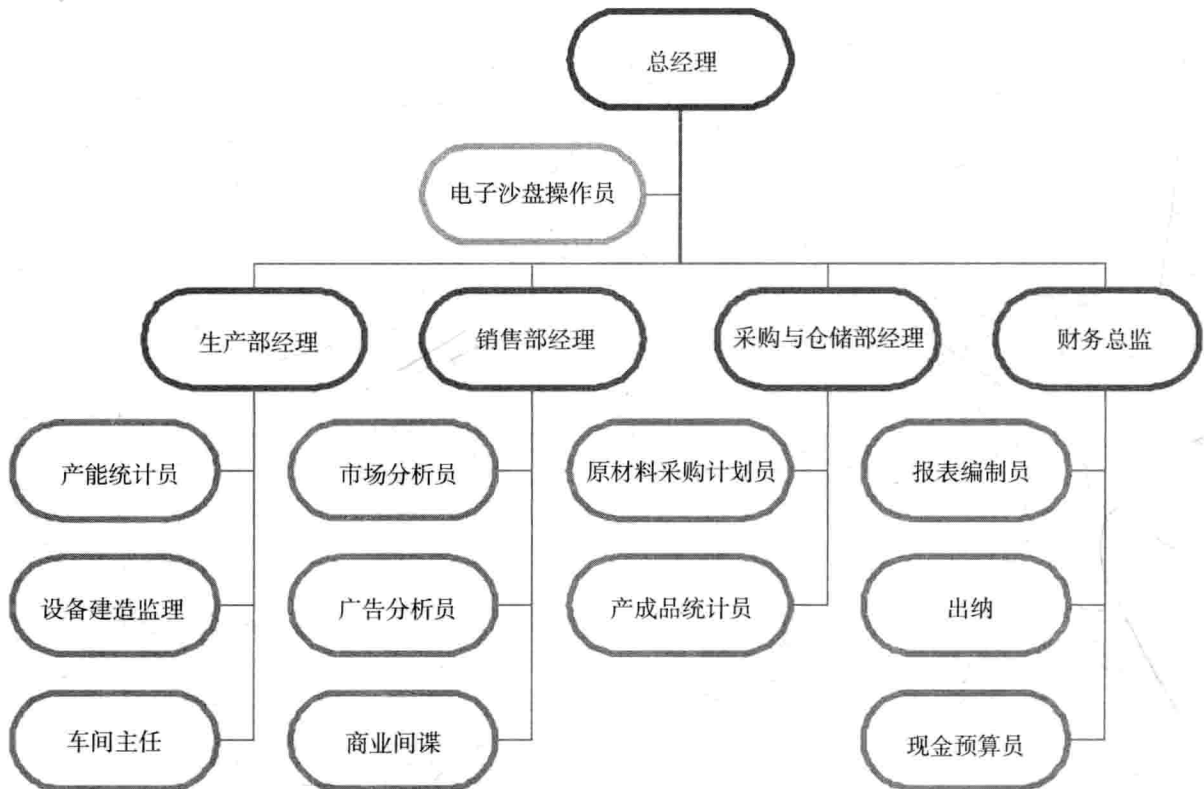 总经理
电子沙盘操作员
生产部经理
销售部经理
采购与仓储部经理
财务总监
产能统计员
市场分析员
原材料采购计划员
报表编制员
设备建造监理
广告分析员
产成品统计员
出纳
车间主任
商业间谍
现金预算员